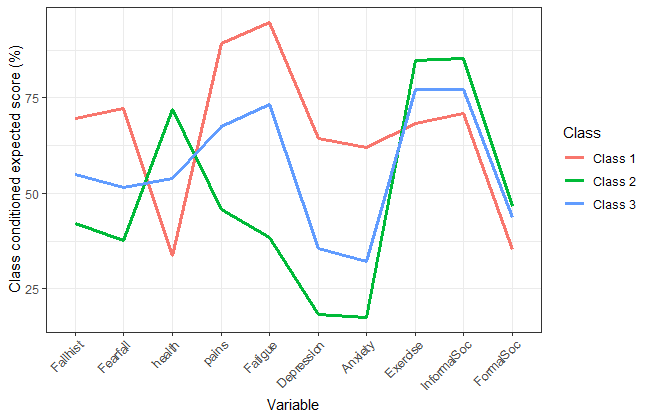 Class conditioned expected score (%)
75
50
25
Fallhist
Fearfall
health
pains
Fatigue
Depression
Anxiety
Exercise
InformalSoc
FormalSoc
Variable
Class
Class 1
Class 2
Class 3